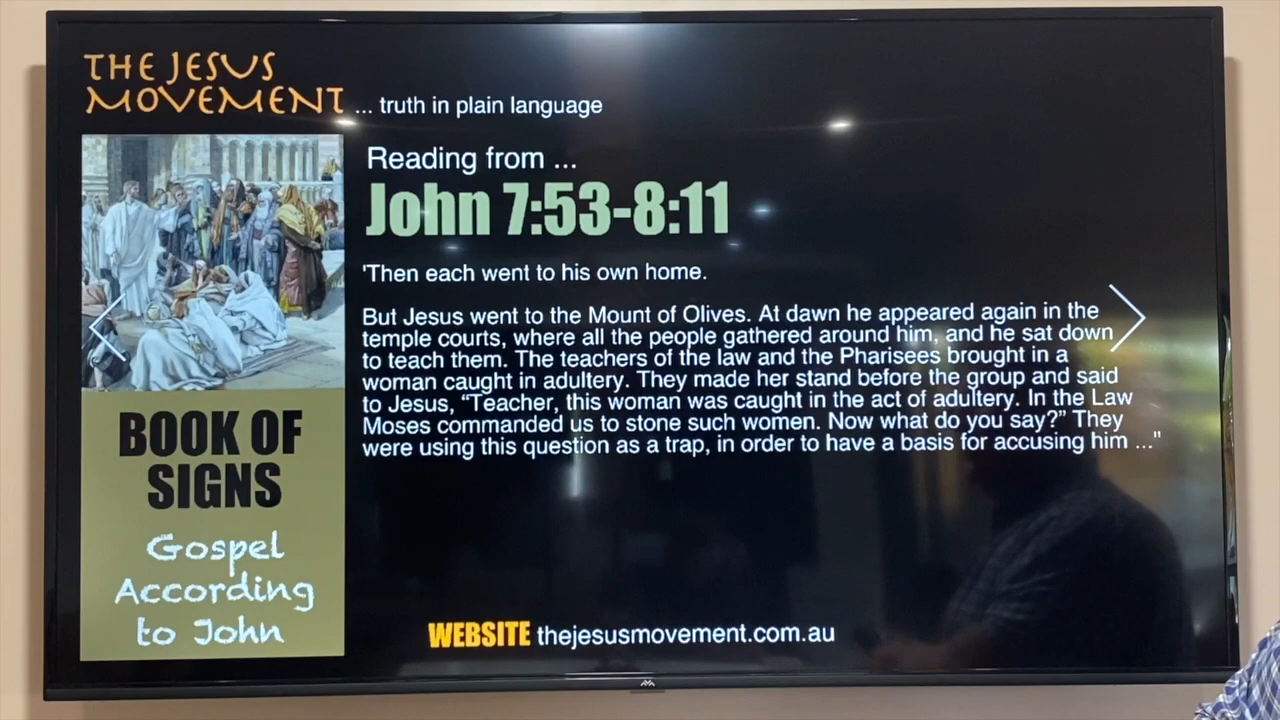 THE JESUS
MOVEMENT ... truth in plain language
Reading from ...
John 7:53-8:11
'Then each went to his own home.
But Jesus went to the Mount of Olives. At dawn he appeared again in the
temple courts, where all the people gathered around him, and he sat down
to teach them. The teachers of the law and the Pharisees brought in a
woman caught in adultery. They made her stand before the group and said
to Jesus, “Teacher, this woman was caught in the act of adultery. In the Law
Moses commanded us to stone such women. Now what do you say?” They
were using this question as a trap, in order to have a basis for accusing him ..."
BOOK OF
SIGNS
Gospel
According
to John
WEBSITE thejesusmovement.com.au